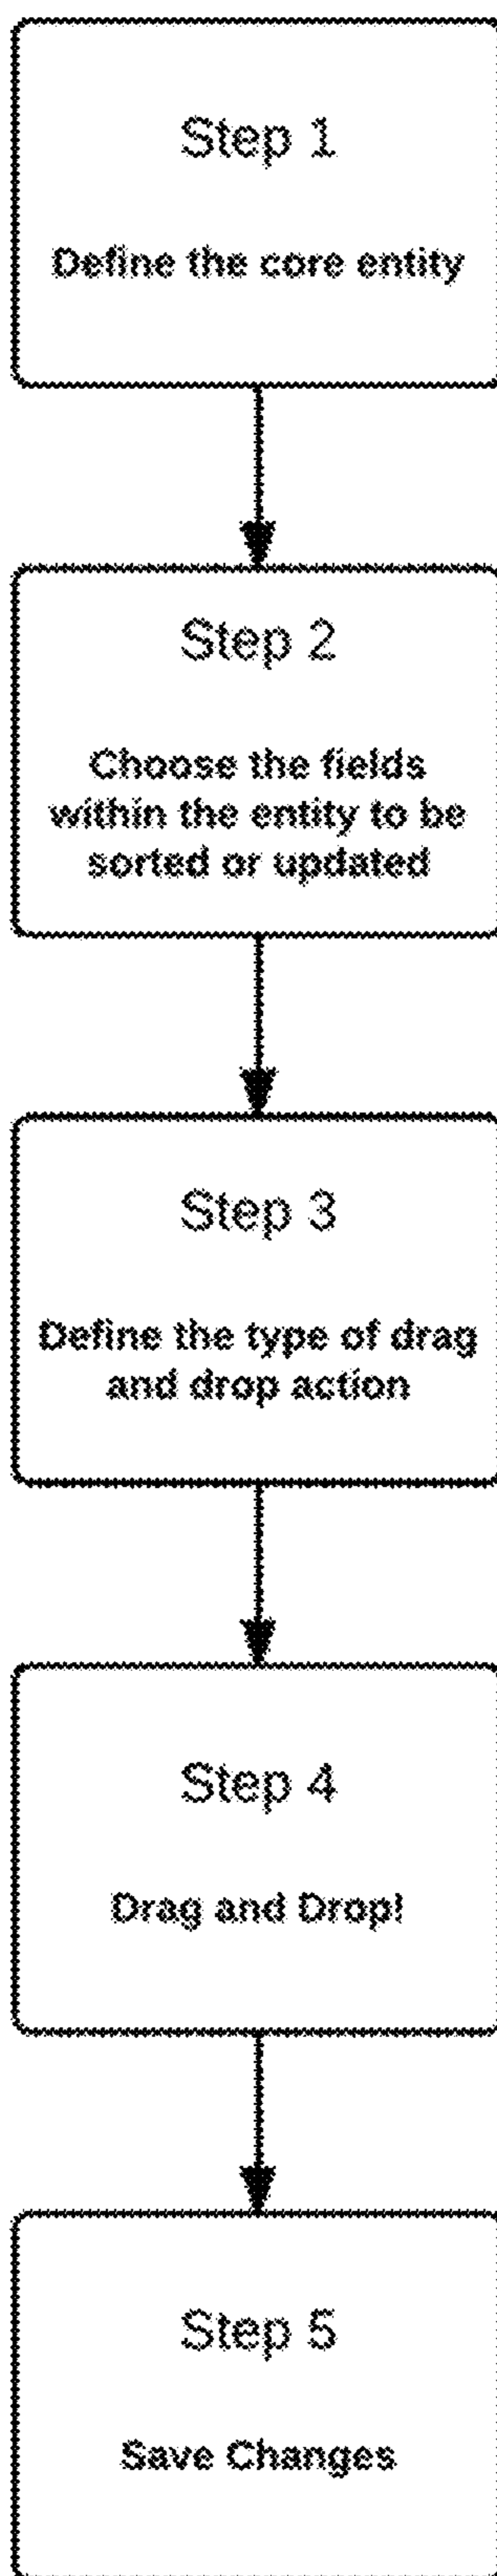 Step 1
Define the core entity
Step 2
Choose the fields
within the entity to be
sorted or updated
Step 3
Define the type of drag
and drop action
Step 4
Drag and Drop!
Step 5
Save Changes